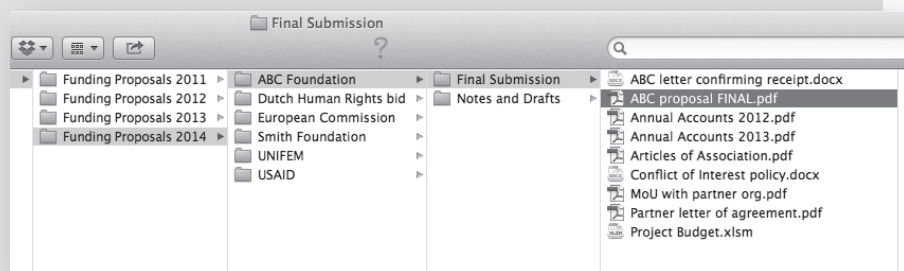 Final Submission
?
Funding Proposals 2011
Funding Proposals 2012
Funding Proposals 2013
Funding Proposals 2014
ABC Foundation
Dutch Human Rights bid
European Commission
Smith Foundation
UNIFEM
USAID
Final Submission
Notes and Drafts
ABC letter confirming receipt.docx
ABC proposal FINAL.pdf
Annual Accounts 2012.pdf
Annual Accounts 2013.pdf
Articles of Association.pdf
Conflict of Interest policy.docx
MoU with partner org.pdf
Partner letter of agreement.pdf
Project Budget.xlsm